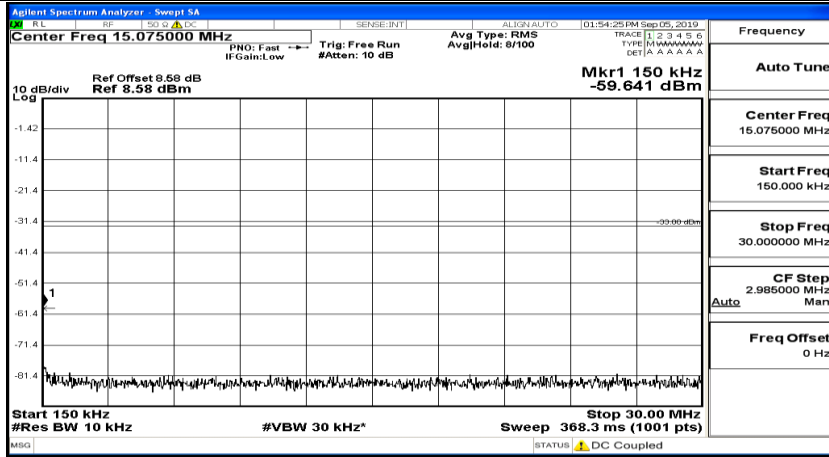 Agilent Spectrum Analyzer - Swept SA
LXI RL RF 50 Ω DC SENSE:INT ALIGN AUTO 01:54:25 PM Sep 05, 2019
Center Freq 15.075000 MHz
PNO: Fast
IFGain:Low
Trig: Free Run
#Atten: 10 dB
Avg Type: RMS
Avg|Hold: 8/100
TRACE 1 2 3 4 5 6
TYPE M WWWWW
DET A A A A A A
Ref Offset 8.58 dB
Ref 8.58 dBm
10 dB/div
Log
Mkr1 150 kHz
-59.641 dBm
-1.42
-11.4
-21.4
-31.4
-33.00 dBm
-41.4
-51.4
1
-61.4
-71.4
-81.4
Start 150 kHz
Stop 30.00 MHz
#Res BW 10 kHz
#VBW 30 kHz*
Sweep 368.3 ms (1001 pts)
MSG
STATUS
DC Coupled
Frequency
Auto Tune
Center Freq
15.075000 MHz
Start Freq
150.000 kHz
Stop Freq
30.000000 MHz
CF Step
2.985000 MHz
Auto Man
Freq Offset
0 Hz